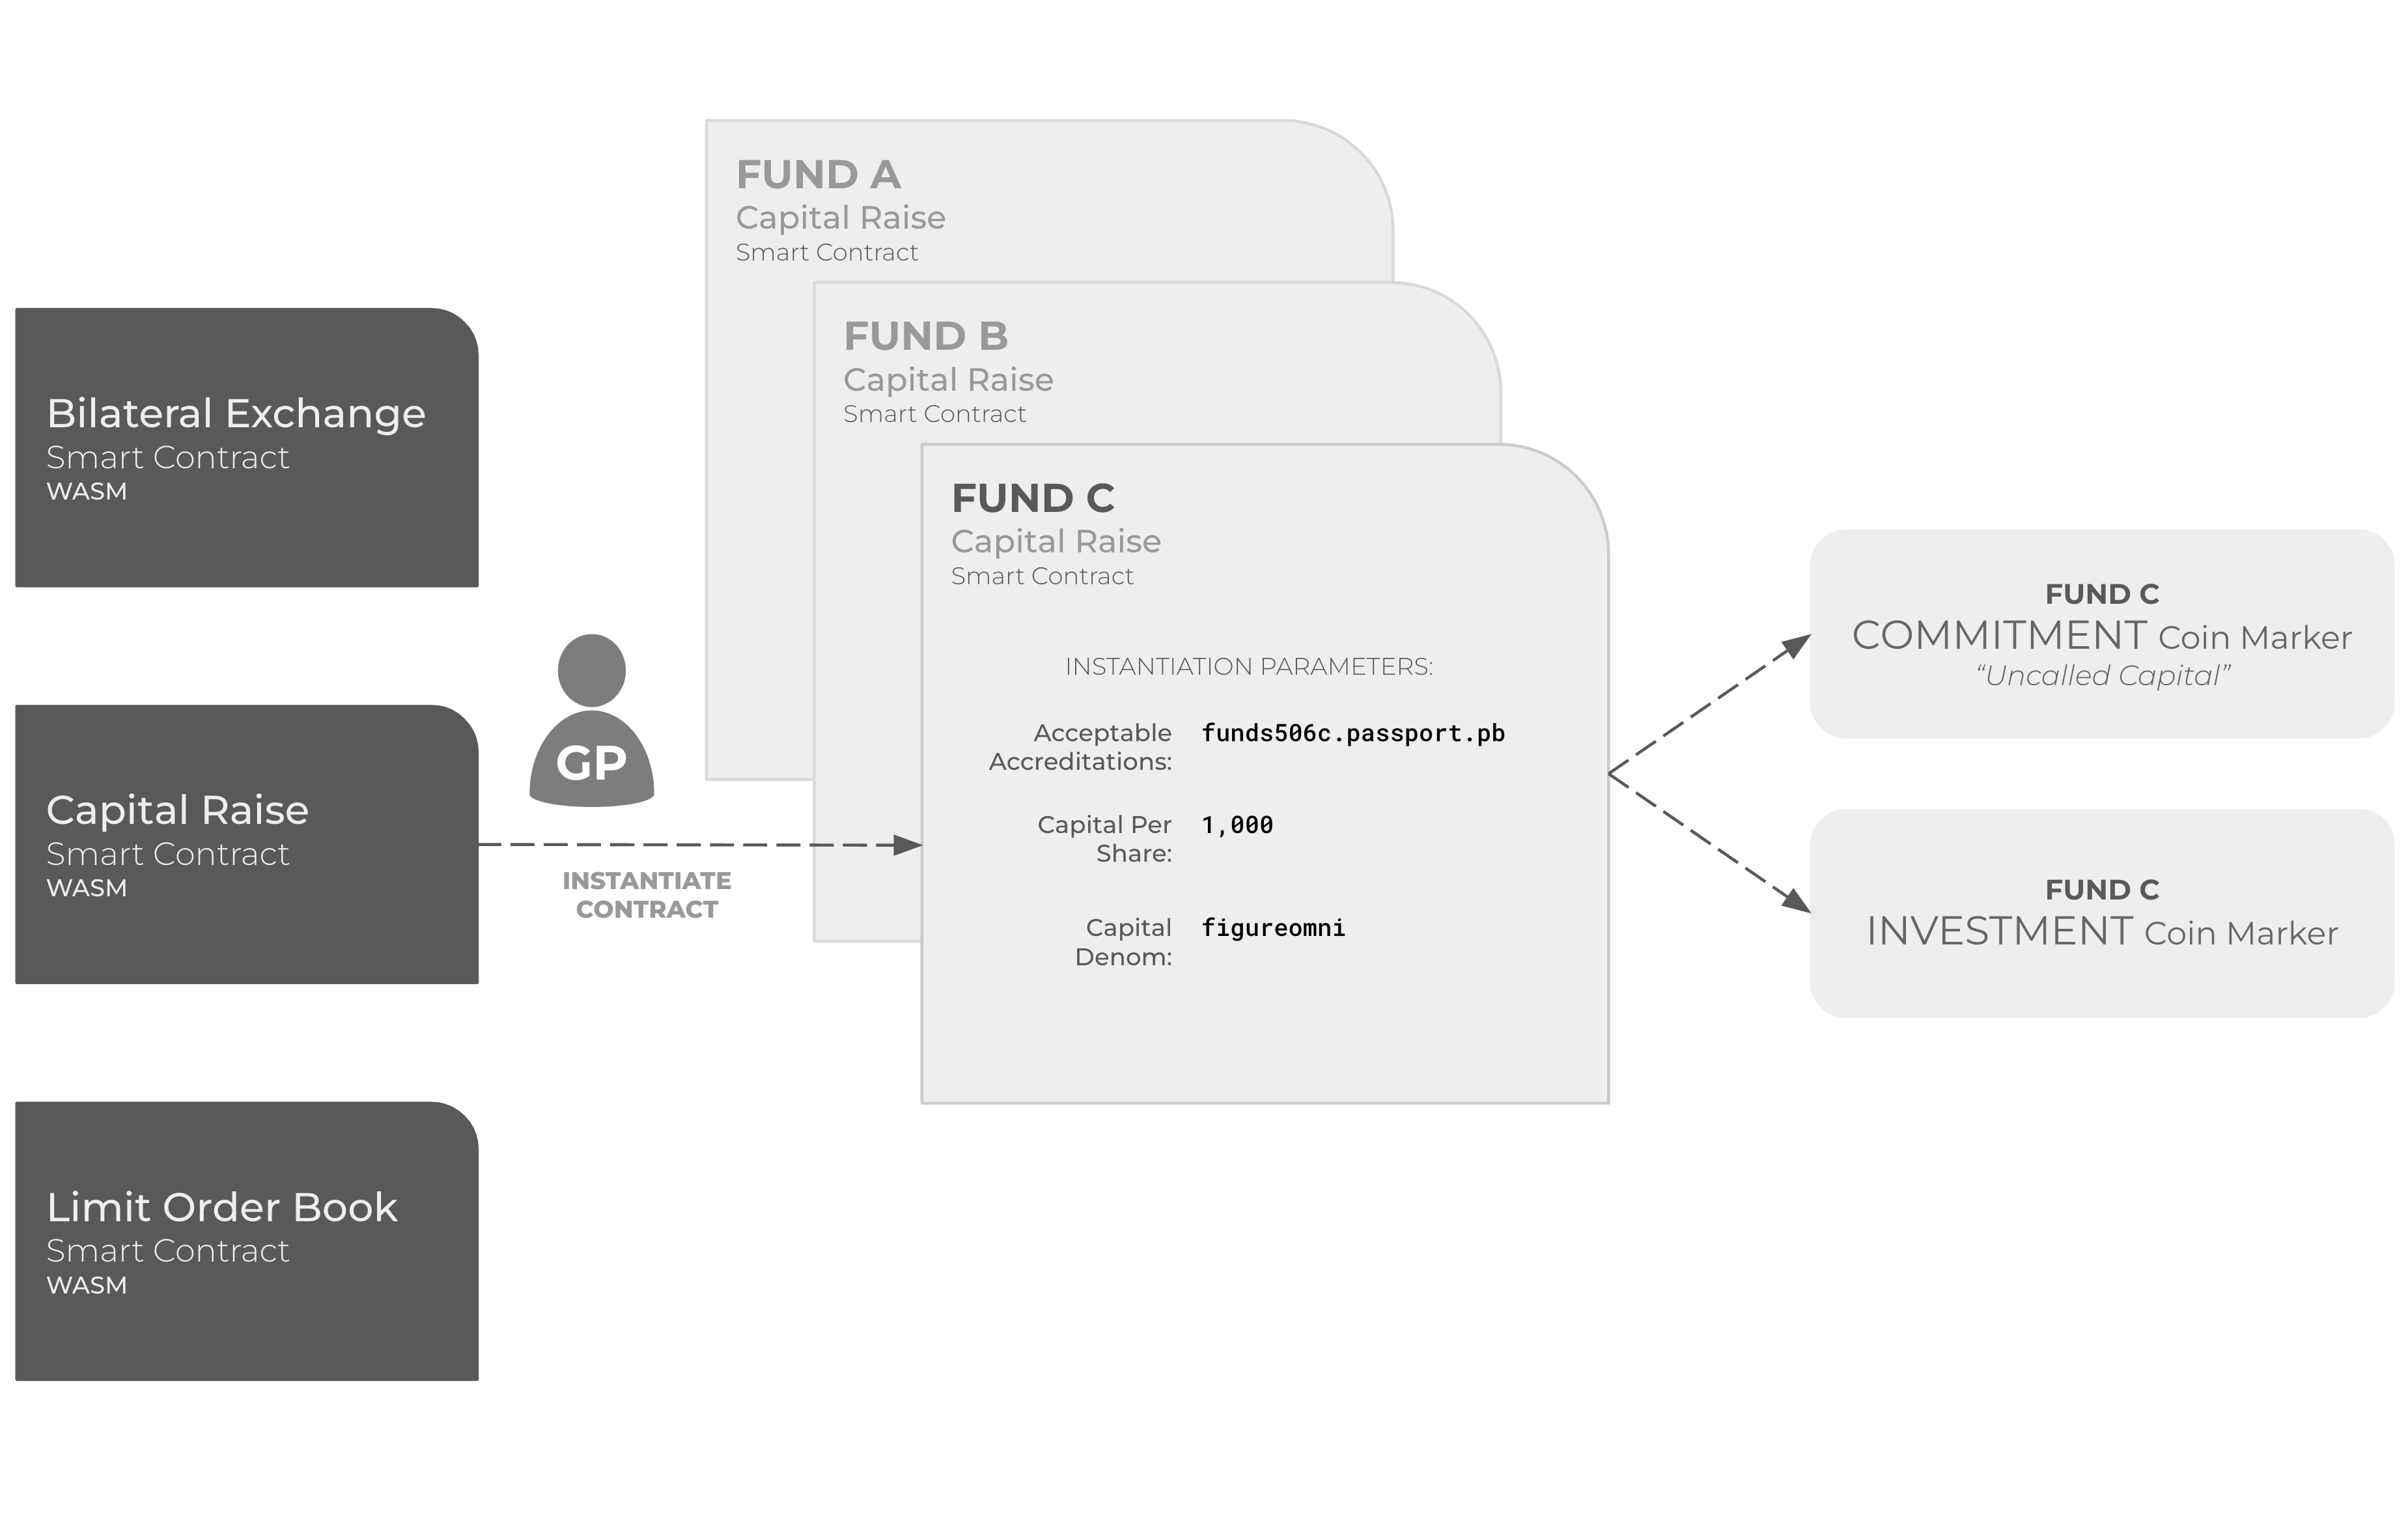 Bilateral Exchange
Smart Contract
WASM
Capital Raise
Smart Contract
WASM
Limit Order Book
Smart Contract
WASM
GP
INSTANTIATE
CONTRACT
FUND A
Capital Raise
Smart Contract
FUND B
Capital Raise
Smart Contract
FUND C
Capital Raise
Smart Contract
INSTANTIATION PARAMETERS:
Acceptable funds506c.passport.pb
Accreditations:
Capital Per 1,000
Share:
Capital figureomni
Denom:
FUND C
COMMITMENT Coin Marker
“Uncalled Capital”
FUND C
INVESTMENT Coin Marker